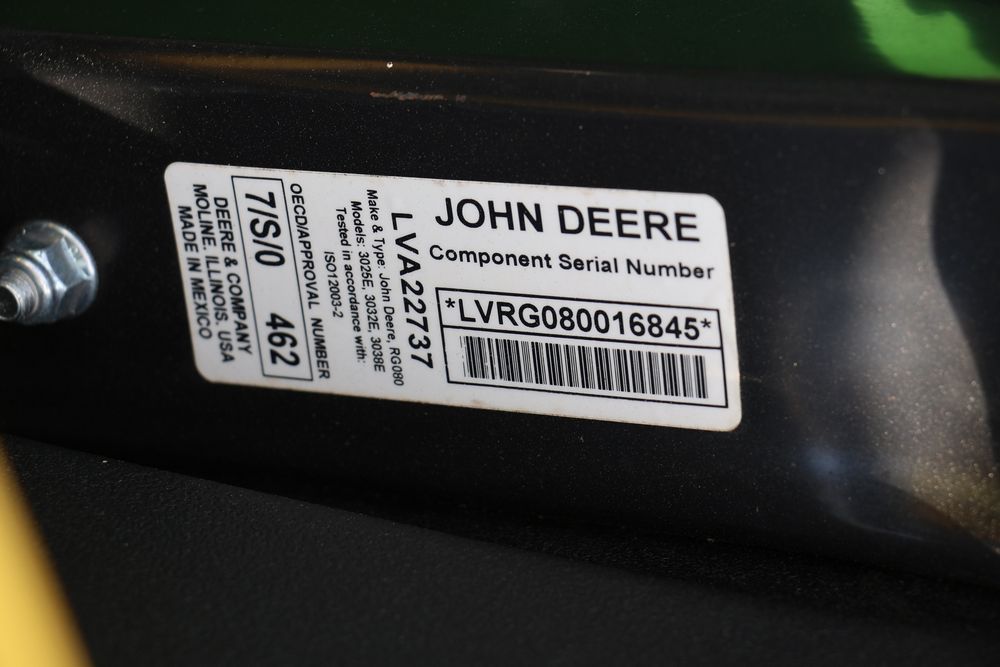 JOHN DEERE
Component Serial Number
*LVRG080016845*
LVA22737
Make & Type: John Deere, RG080
Models: 3025E, 3032E, 3038E
Tested in accordance with:
ISO12003-2
OECD/APPROVAL NUMBER
7/S/0 462
DEERE & COMPANY
MOLINE. ILLINOIS. USA
MADE IN MEXICO